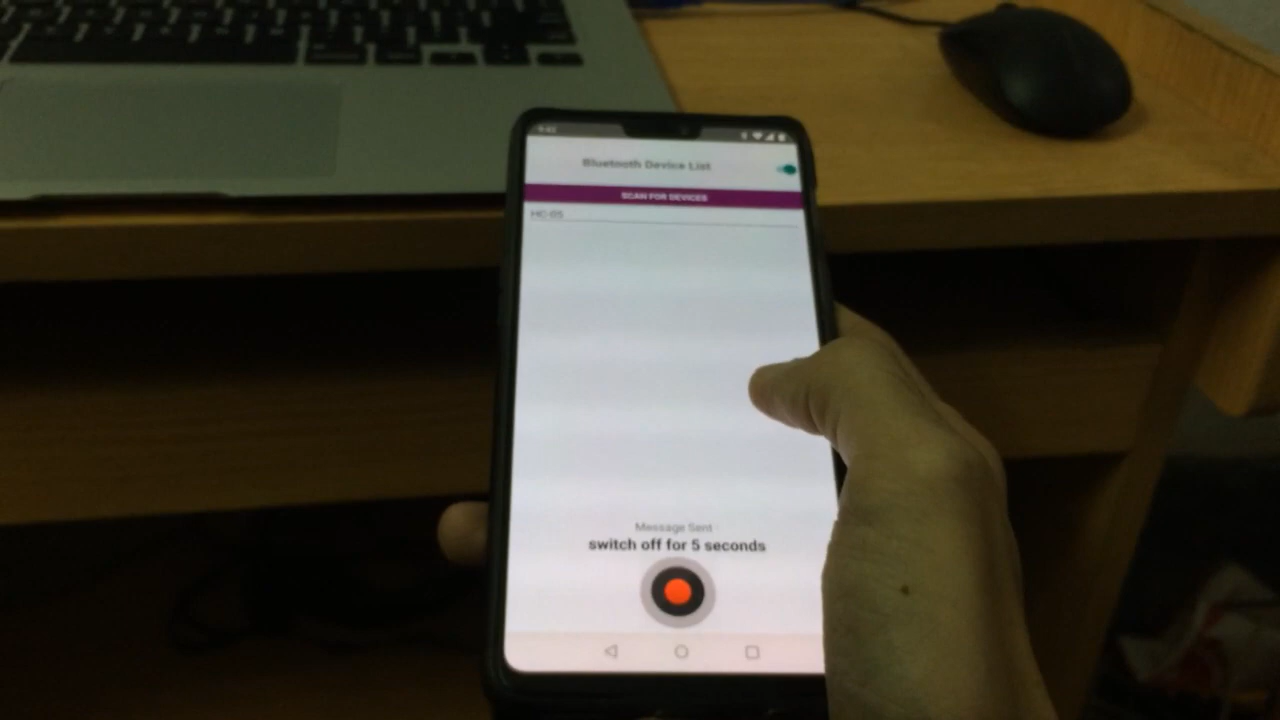 Bluetooth Device List
SCAN FOR DEVICES
HC-05
Message Sent
switch off for 5 seconds